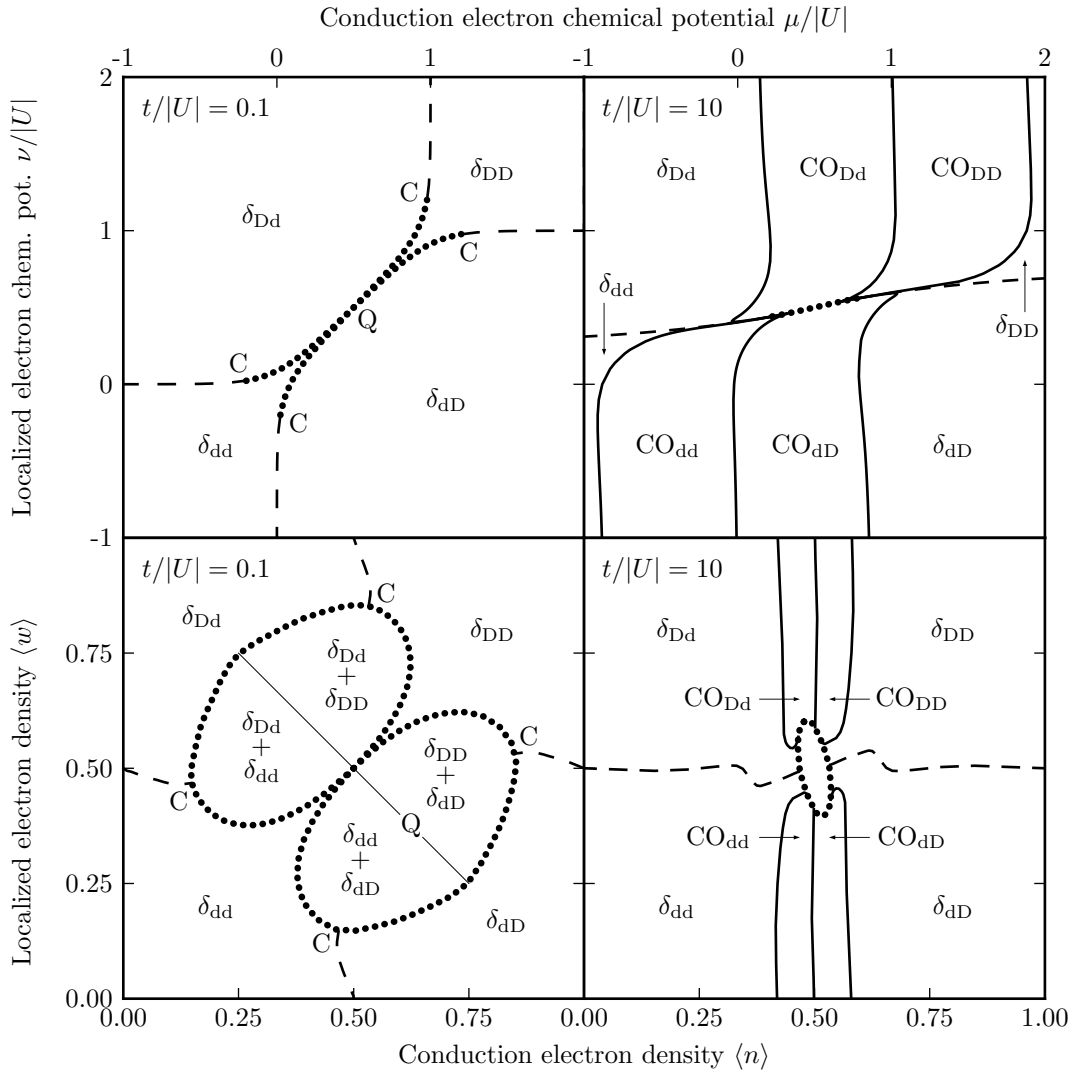 Conduction electron chemical potential μ/|U|
-1 0 1 -1 0 1 2
Localized electron chem. pot. ν/|U|
2
1
0
-1
t/|U| = 0.1
δDD
C
δDd
C
Q
C
δdD
C
δdd
t/|U| = 10
δDd
CODd
CODD
δdd
δDD
COdd
COdD
δdD
Localized electron density ⟨w⟩
0.75
0.50
0.25
0.00
t/|U| = 0.1
C
δDd
δDD
δDd
+
δDD
δDd
+
δdd
C
δDD
+
δdD
C
Q
δdd
+
δdD
δdd
δdD
C
t/|U| = 10
δDd
δDD
CODd
CODD
COdd
COdD
δdd
δdD
0.00 0.25 0.50 0.75 0.00 0.25 0.50 0.75 1.00
Conduction electron density ⟨n⟩